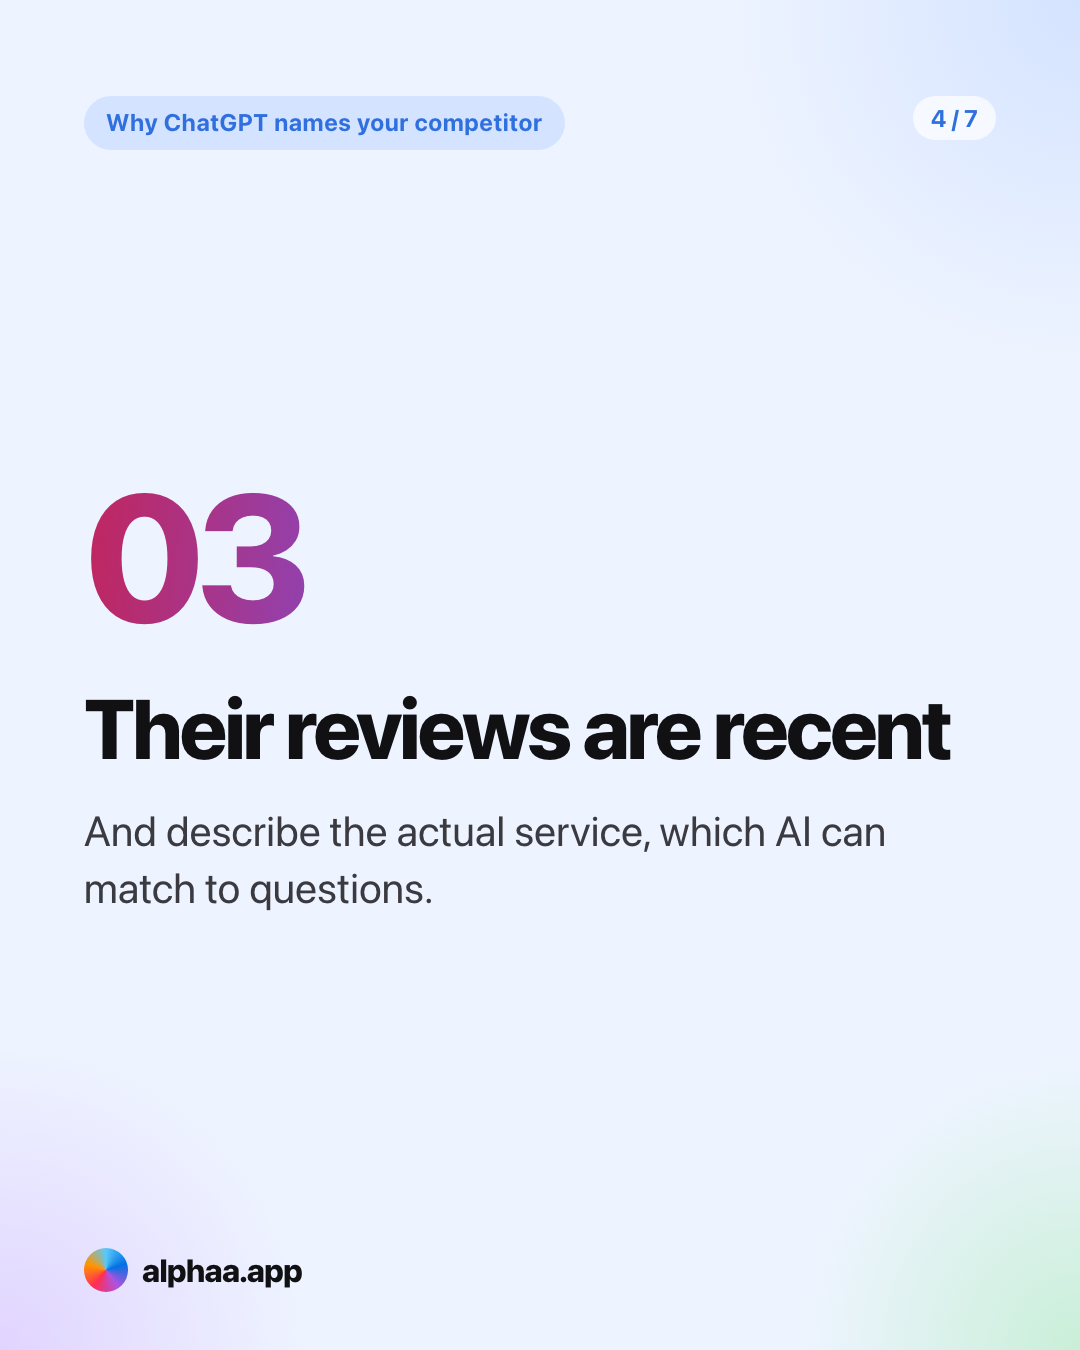 Why ChatGPT names your competitor
4 / 7
03
Their reviews are recent
And describe the actual service, which AI can
match to questions.
alphaa.app